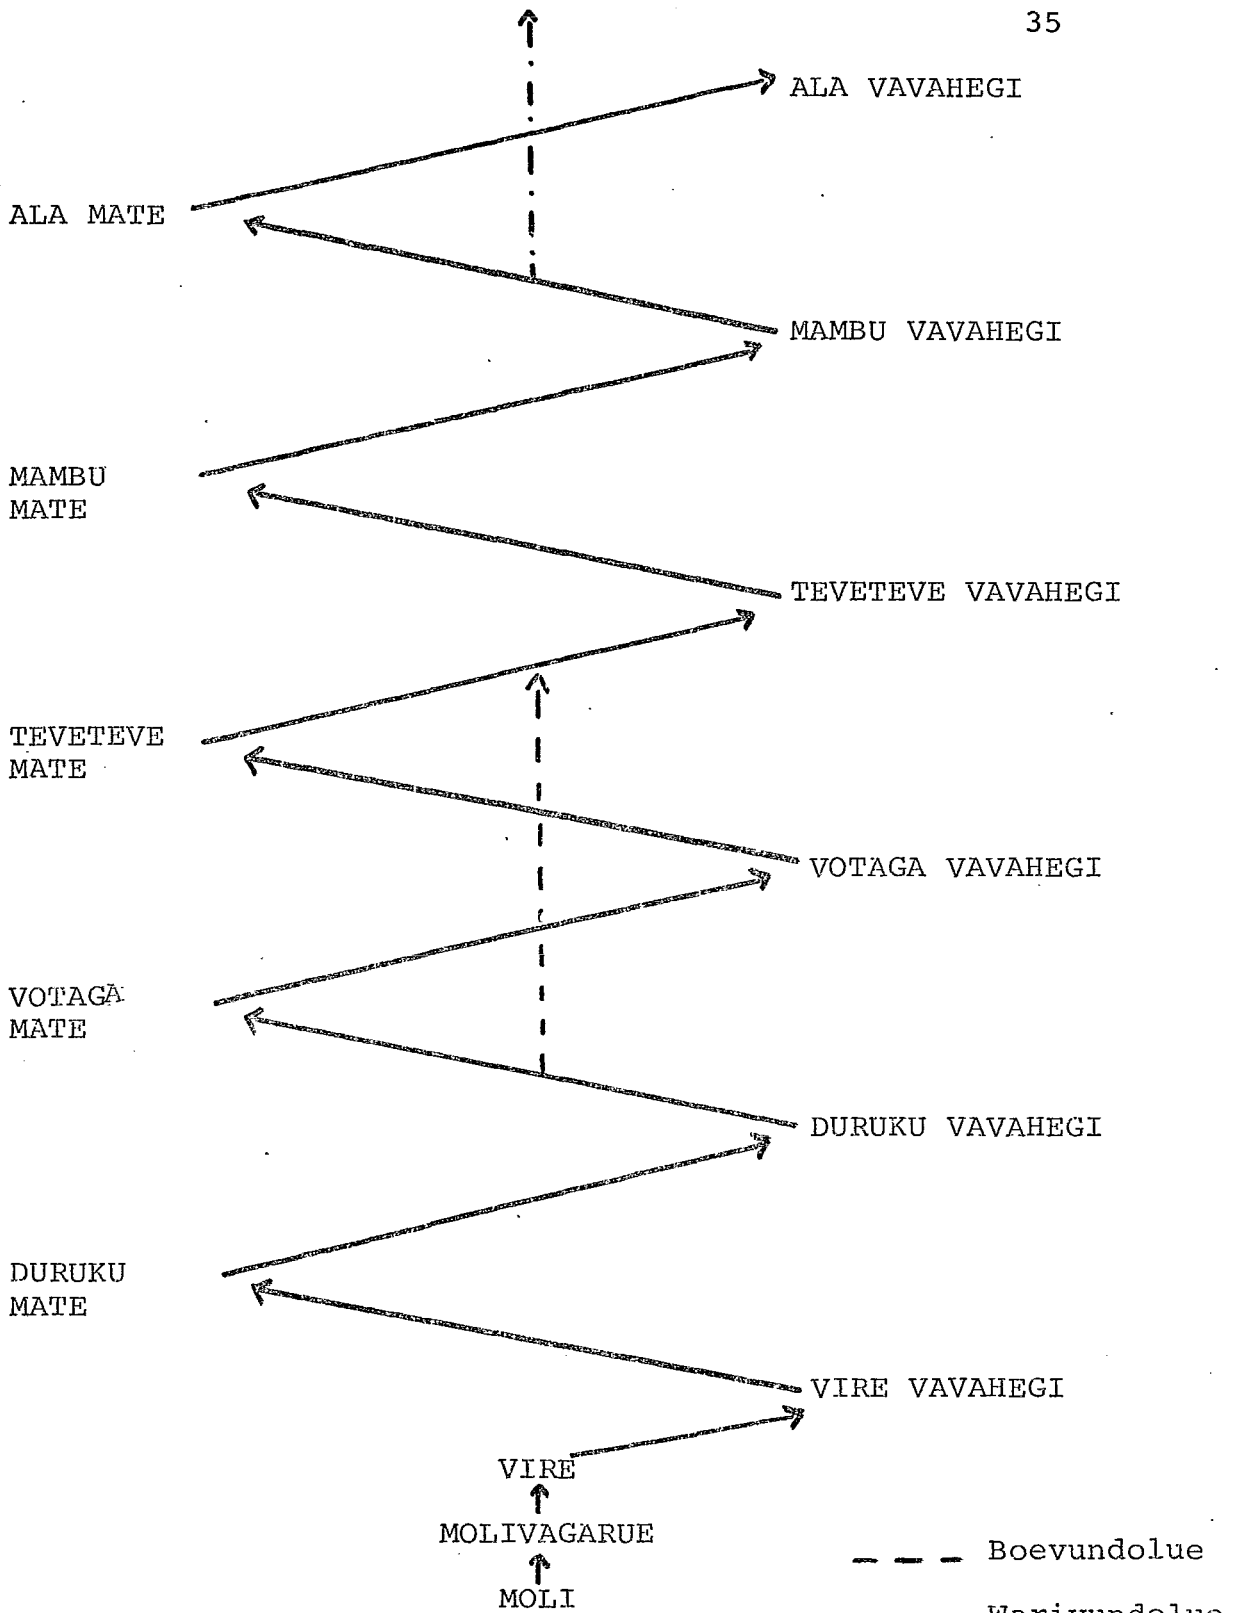 35
ALA VAVAHEGI
ALA MATE
MAMBU VAVAHEGI
MAMBU
MATE
TEVETEVE VAVAHEGI
TEVETEVE
MATE
VOTAGA VAVAHEGI
VOTAGA
MATE
DURUKU VAVAHEGI
DURUKU
MATE
VIRE VAVAHEGI
VIRE
MOLIVAGARUE
Boevundolue
MOLI
Warivundolue